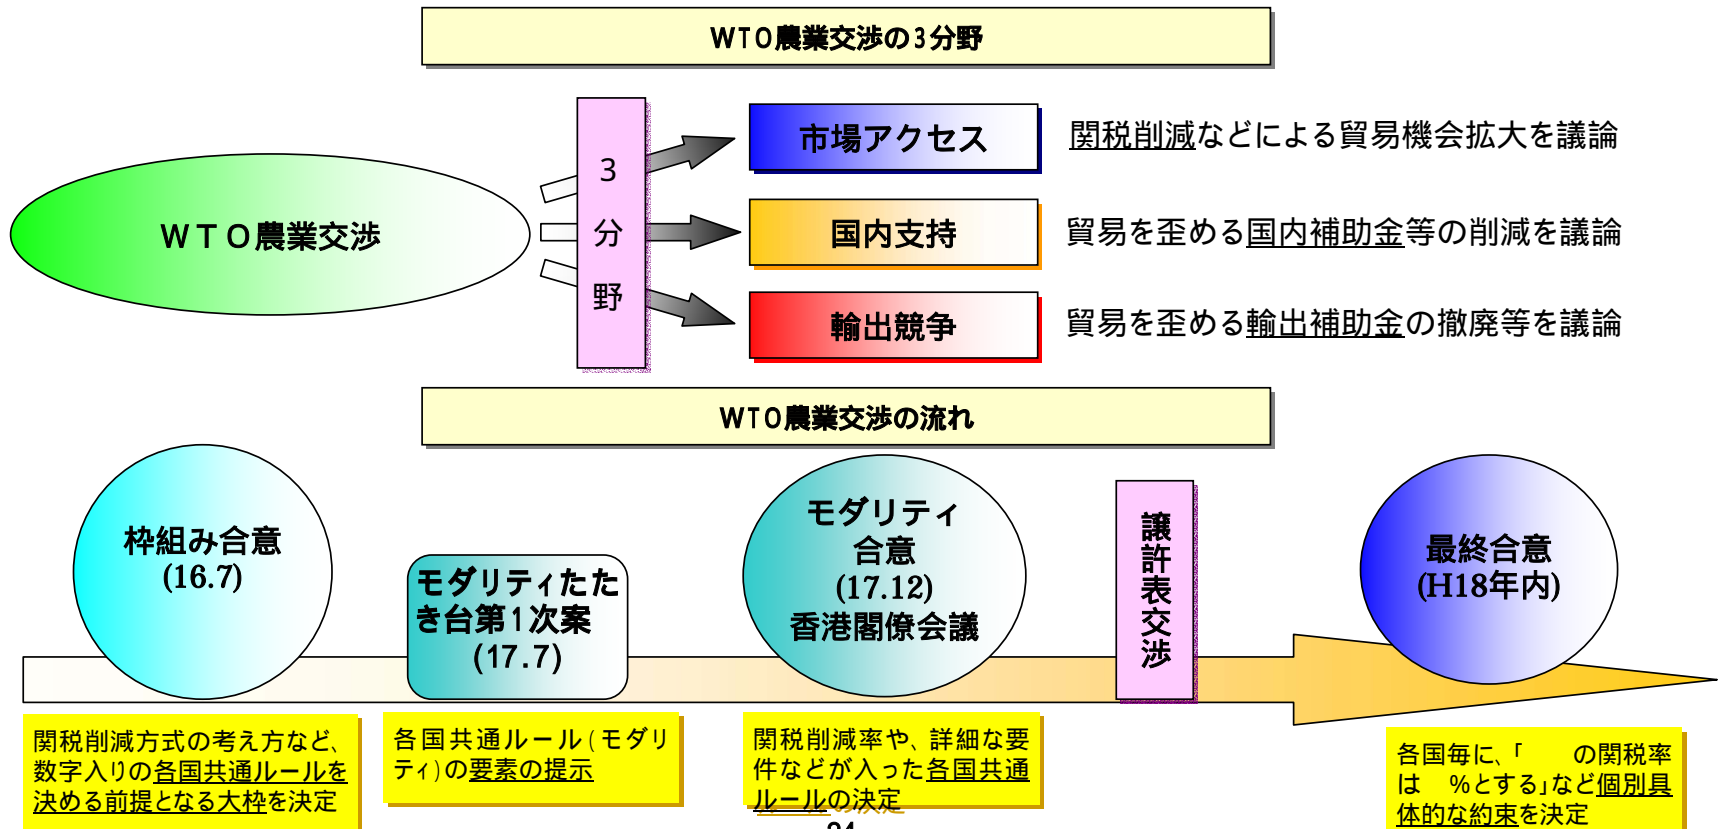 WTO農業交渉の3分野
WTO農業交渉
3分野
市場アクセス
関税削減などによる貿易機会拡大を議論
国内支持
貿易を歪める国内補助金等の削減を議論
輸出競争
貿易を歪める輸出補助金の撤廃等を議論
WTO農業交渉の流れ
枠組み合意
(16.7)
モダリティたた
き台第1次案
(17.7)
モダリティ
合意
(17.12)
香港閣僚会議
譲許表交渉
最終合意
(H18年内)
関税削減方式の考え方など、
数字入りの各国共通ルールを
決める前提となる大枠を決定
各国共通ルール(モダリ
ティ)の要素の提示
関税削減率や、詳細な要
件などが入った各国共通
ルールの決定
各国毎に、「　　の関税率
は　%とする」など個別具
体的な約束を決定